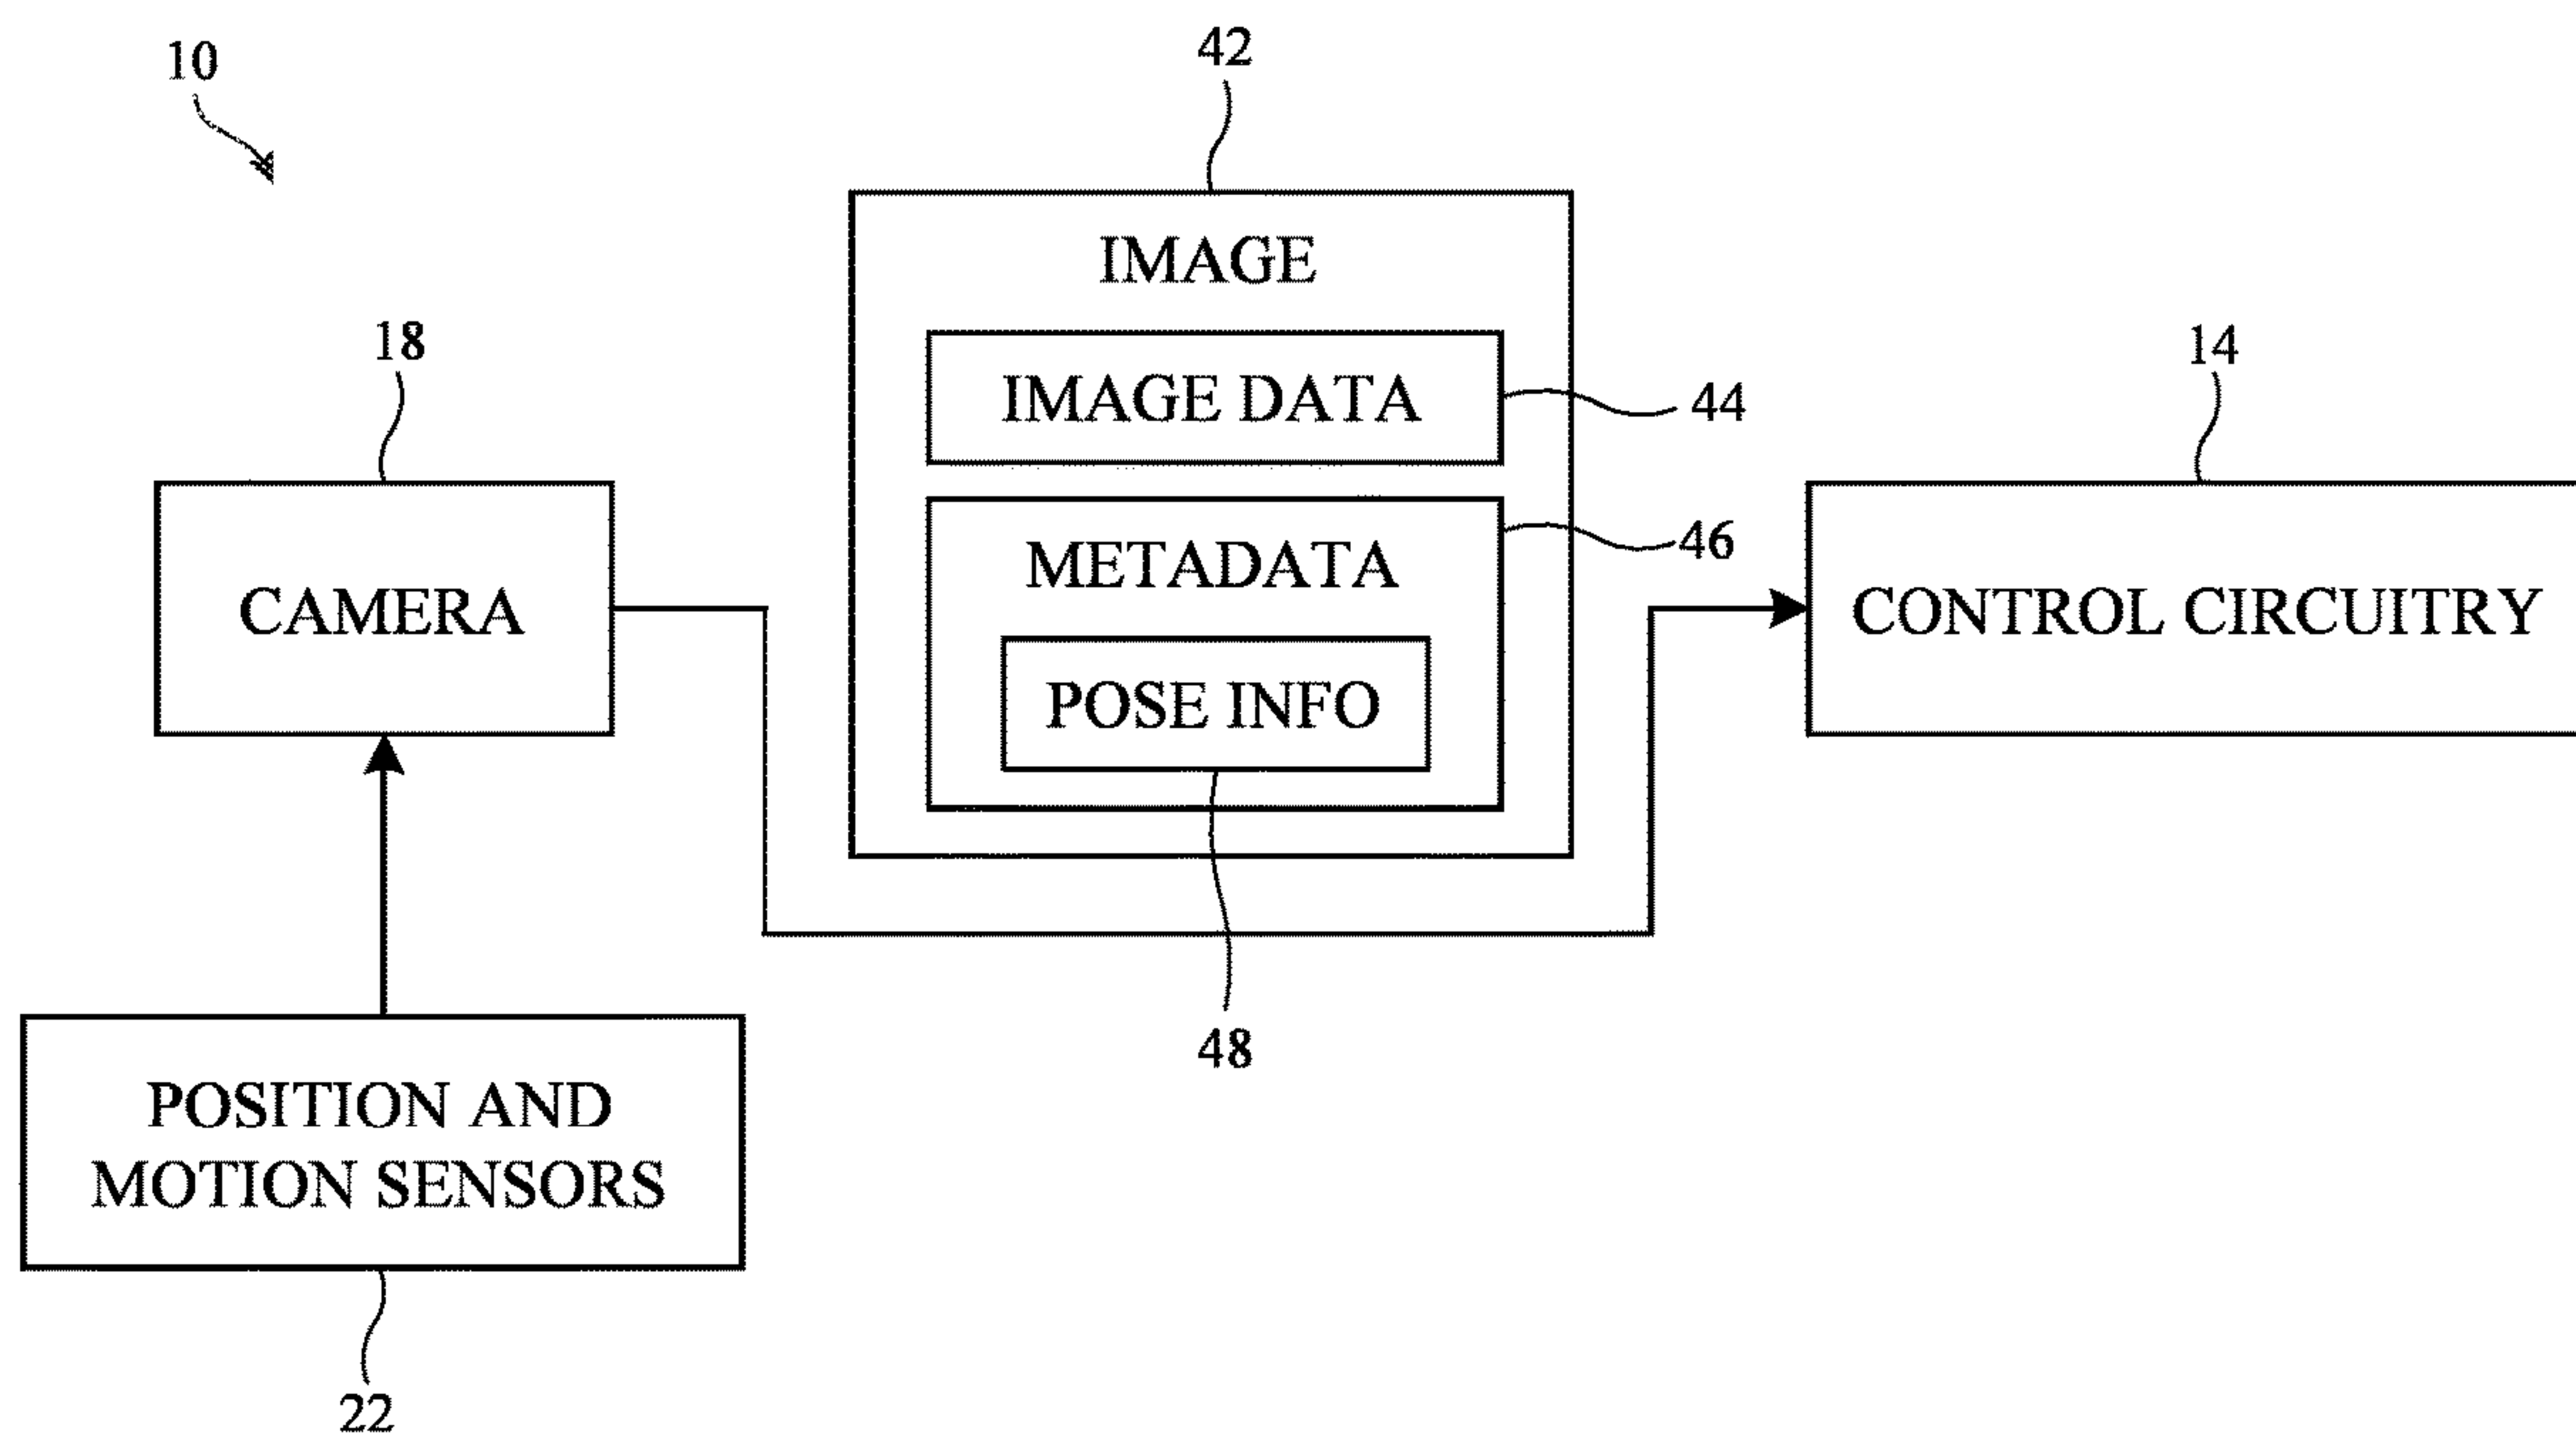 10
42
IMAGE
18
14
IMAGE DATA
44
METADATA
46
CAMERA
CONTROL CIRCUITRY
POSE INFO
48
POSITION AND
MOTION SENSORS
22